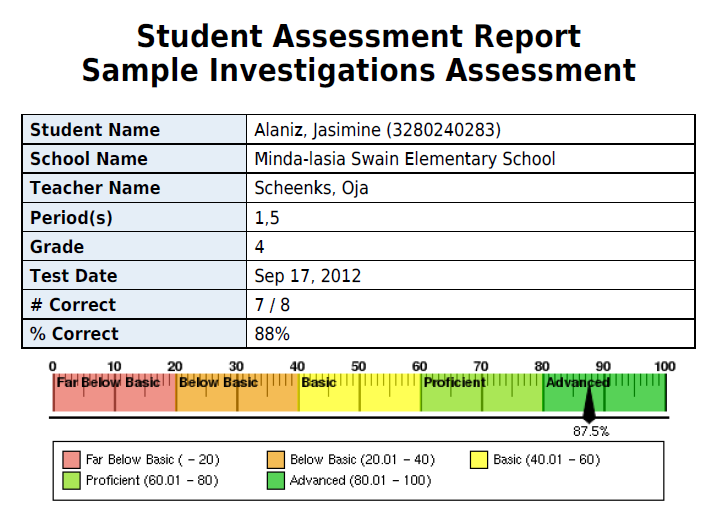 Student Assessment Report
Sample Investigations Assessment
Student Name Alaniz, Jasimine (3280240283)
School Name Minda-lasia Swain Elementary School
Teacher Name Scheenks, Oja
Period(s) 1,5
Grade 4
Test Date Sep 17, 2012
# Correct 7 / 8
% Correct 88%
0 10 20 30 40 50 60 70 80 90 100
Far Below Basic Below Basic Basic Proficient Advanced
87.5%
Far Below Basic ( - 20) Below Basic (20.01 - 40) Basic (40.01 - 60)
Proficient (60.01 - 80) Advanced (80.01 - 100)